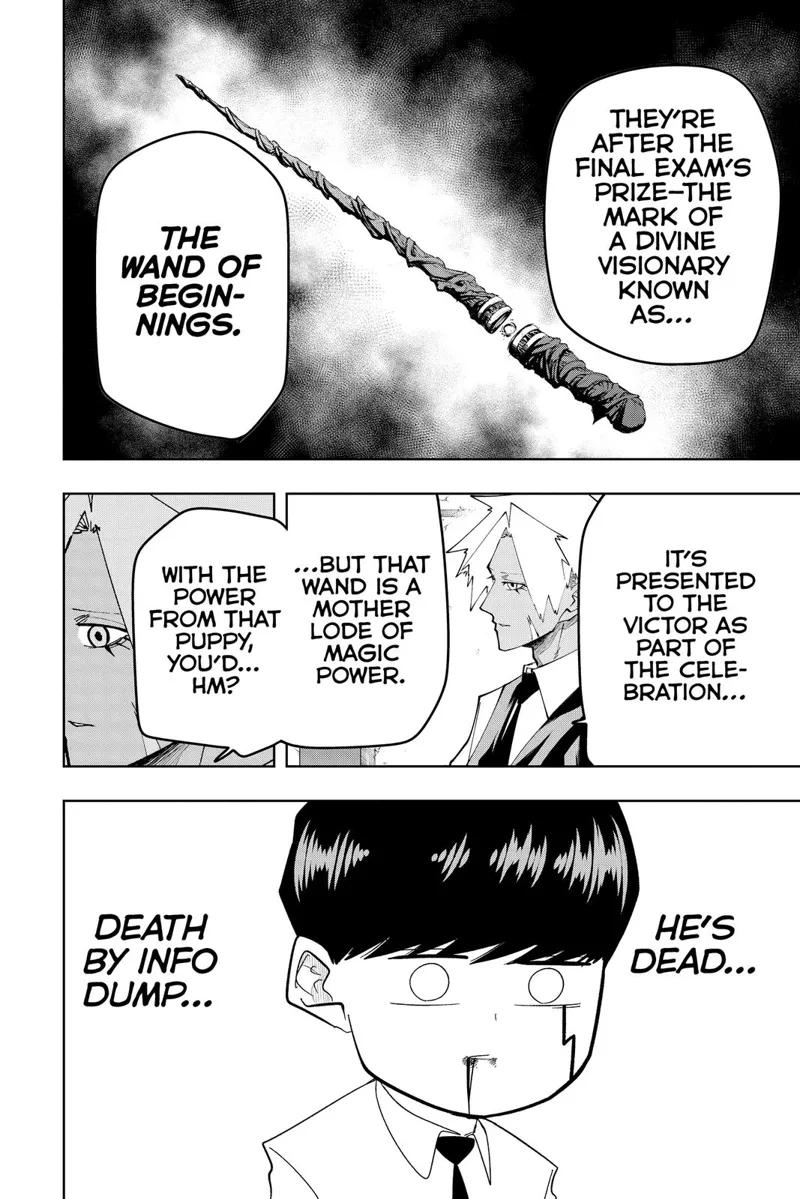 THEY'RE
AFTER THE
FINAL EXAM'S
PRIZE—THE
MARK OF
A DIVINE
VISIONARY
KNOWN
AS...
THE
WAND OF
BEGIN-
NINGS.
IT'S
PRESENTED
TO THE
VICTOR AS
PART OF
THE CELE-
BRATION...
...BUT THAT
WAND IS A
MOTHER
LODE OF
MAGIC
POWER.
WITH THE
POWER
FROM THAT
PUPPY,
YOU'D...
HM?
HE'S
DEAD...
DEATH
BY INFO
DUMP...